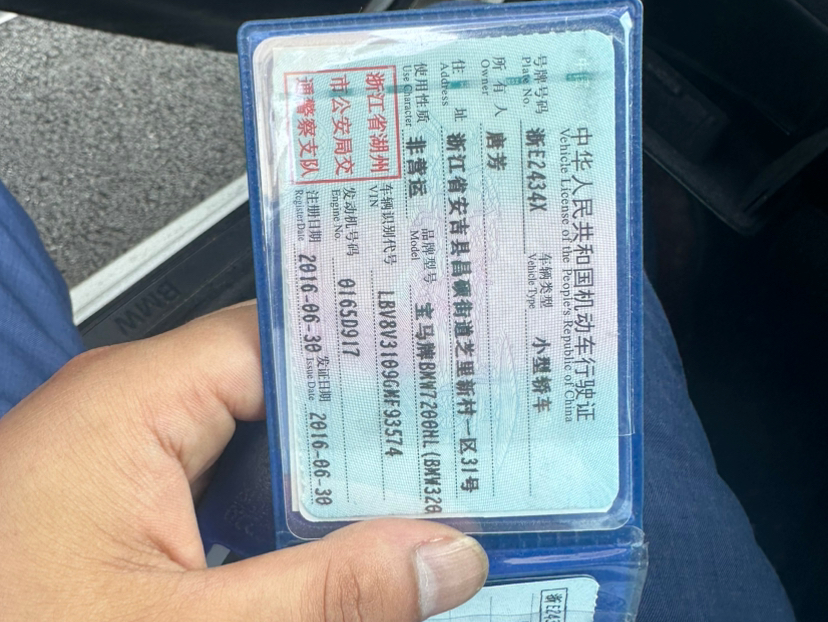 中华人民共和国机动车行驶证
Vehicle License of the People's Republic of China
号牌号码 浙E2434X 车辆类型 小型轿车
Plate No. Vehicle Type
所有人 唐芳
Owner
住址 浙江省安吉县昌硕街道芝里新村一区31号
Address
使用性质 非营运 品牌型号 宝马牌BMW7200NL(BMW320
Use Character Model
浙江省湖州
市公安局交
通警察支队
车辆识别代号 LBV8V3109GMF93574
VIN
发动机号码 0165D917
Engine No.
注册日期 2016-06-30 发证日期 2016-06-30
Register Date Issue Date
BMW
浙E243